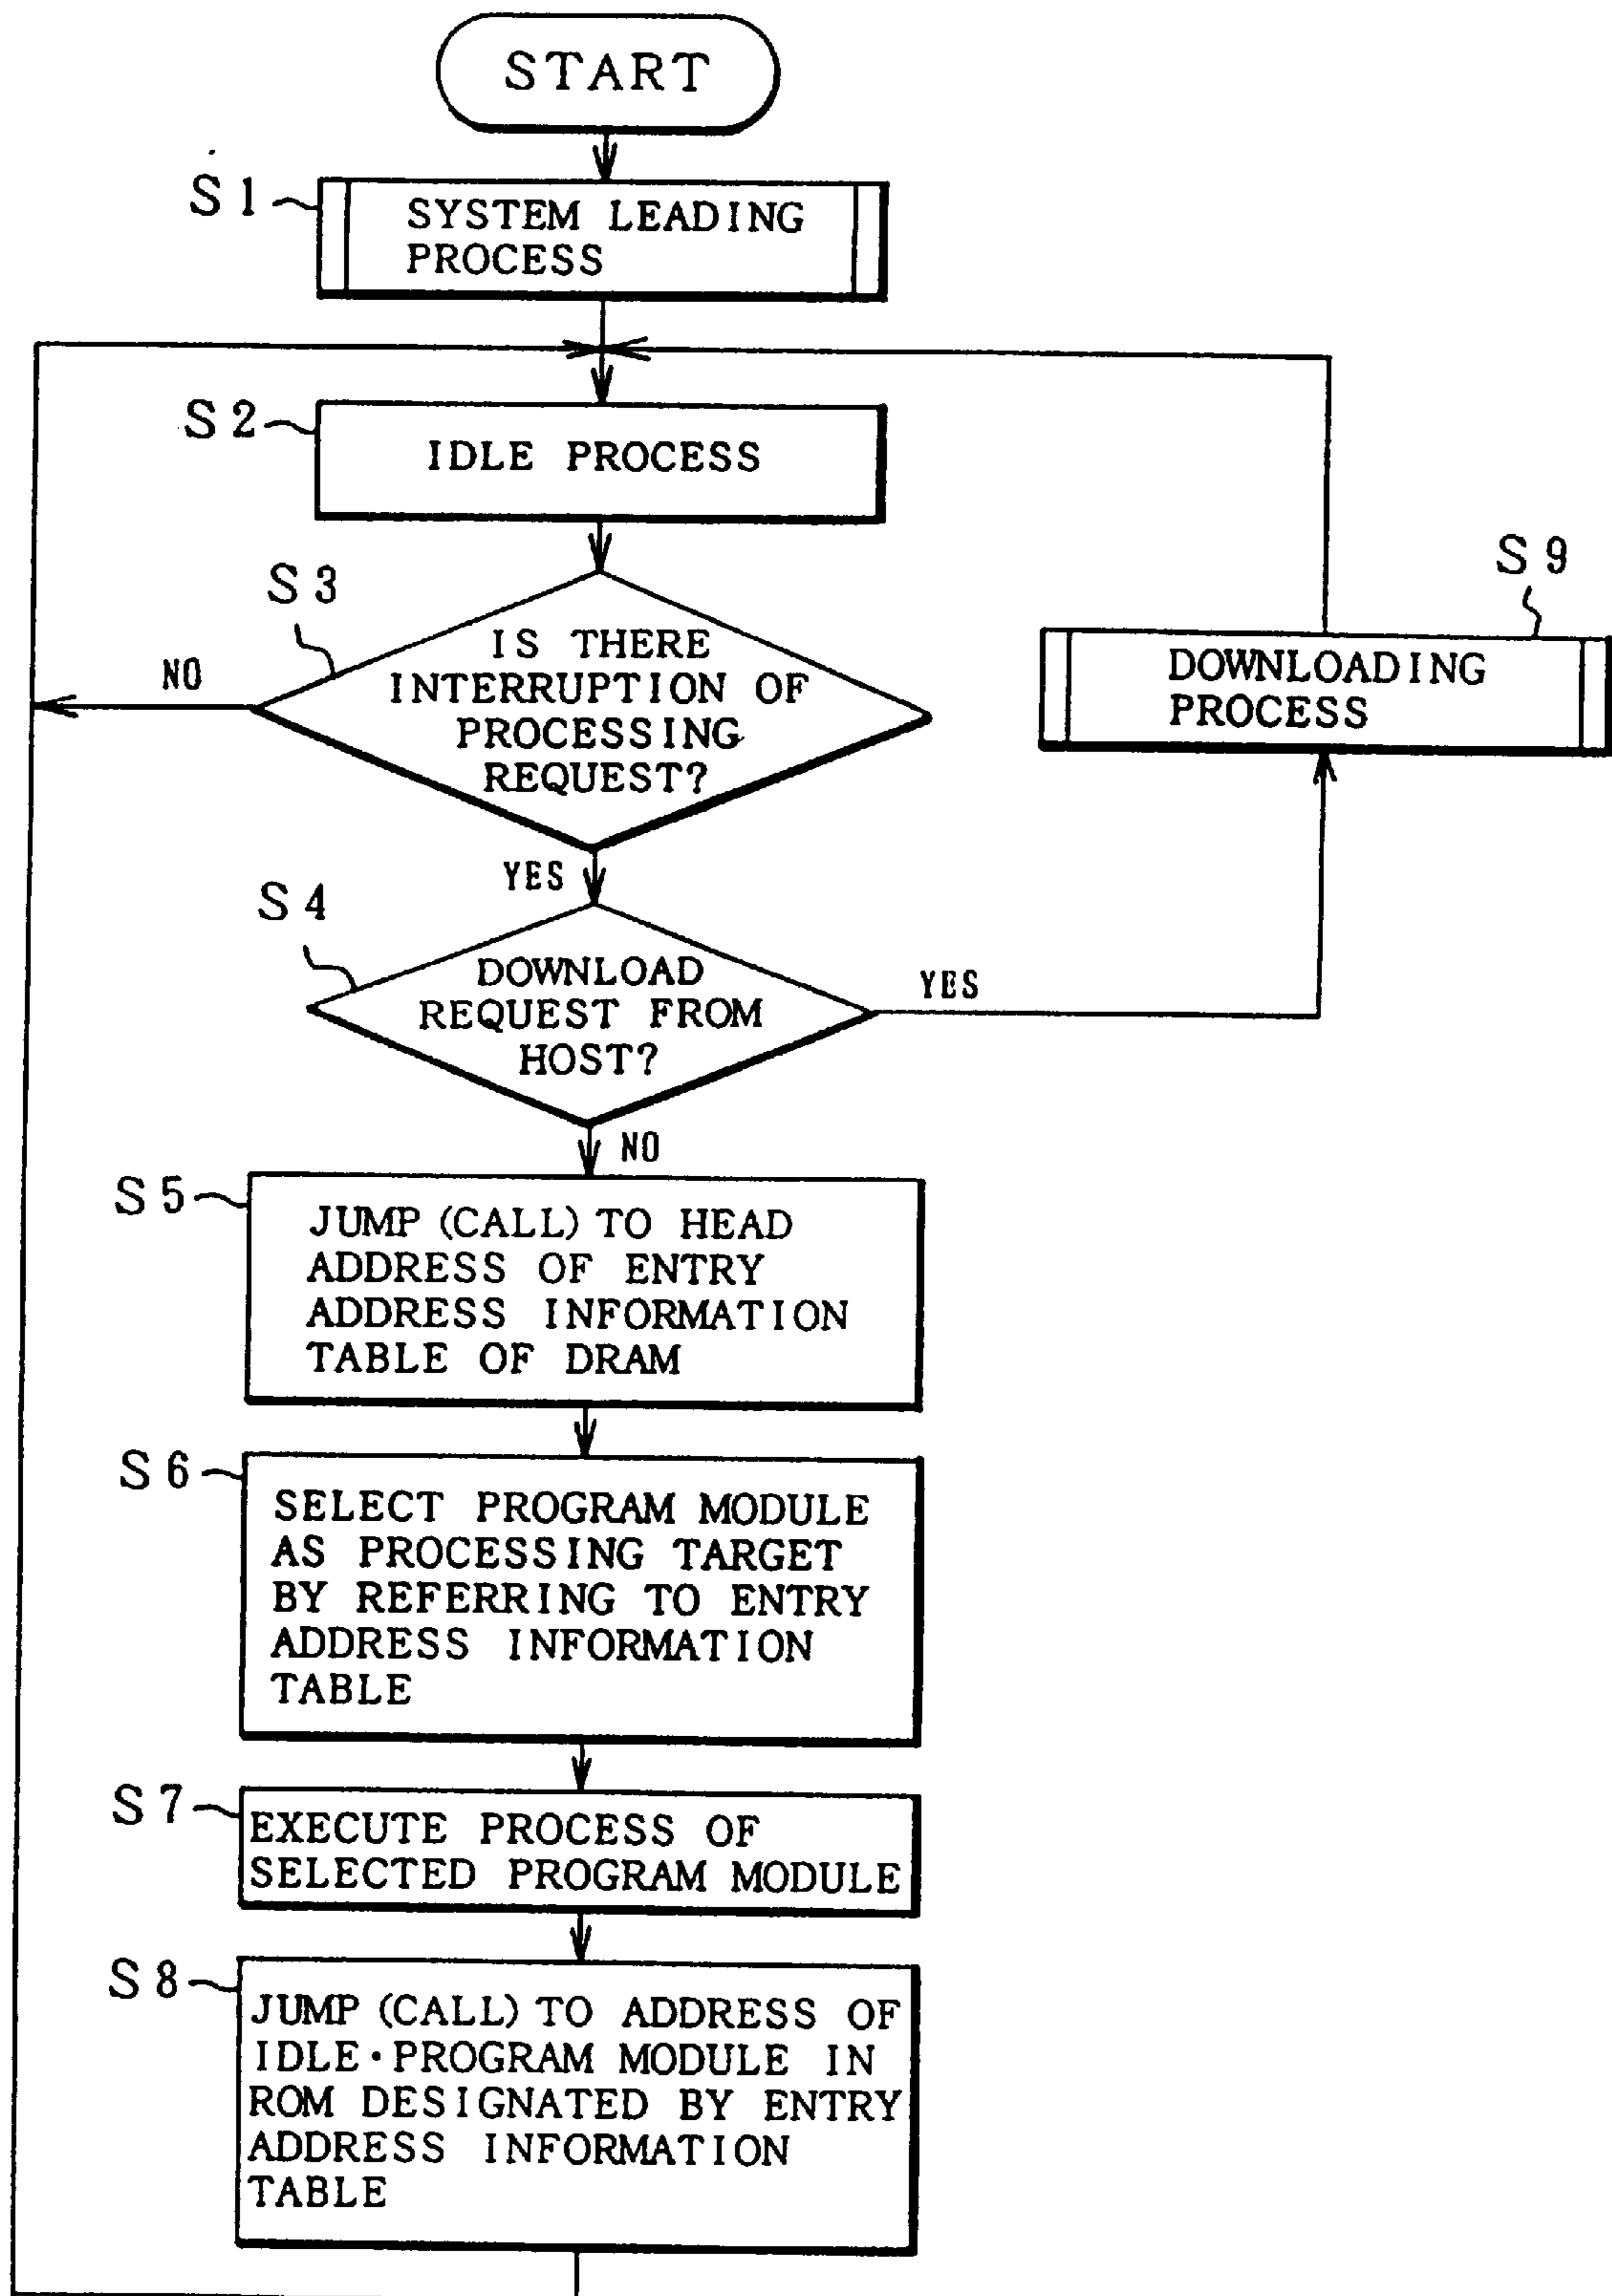 START
S1
SYSTEM LEADING
PROCESS
S2
IDLE PROCESS
S3
IS THERE
INTERRUPTION OF
PROCESSING
REQUEST?
NO
YES
S4
DOWNLOAD
REQUEST FROM
HOST?
YES
NO
S9
DOWNLOADING
PROCESS
S5
JUMP (CALL) TO HEAD
ADDRESS OF ENTRY
ADDRESS INFORMATION
TABLE OF DRAM
S6
SELECT PROGRAM MODULE
AS PROCESSING TARGET
BY REFERRING TO ENTRY
ADDRESS INFORMATION
TABLE
S7
EXECUTE PROCESS OF
SELECTED PROGRAM MODULE
S8
JUMP (CALL) TO ADDRESS OF
IDLE·PROGRAM MODULE IN
ROM DESIGNATED BY ENTRY
ADDRESS INFORMATION
TABLE